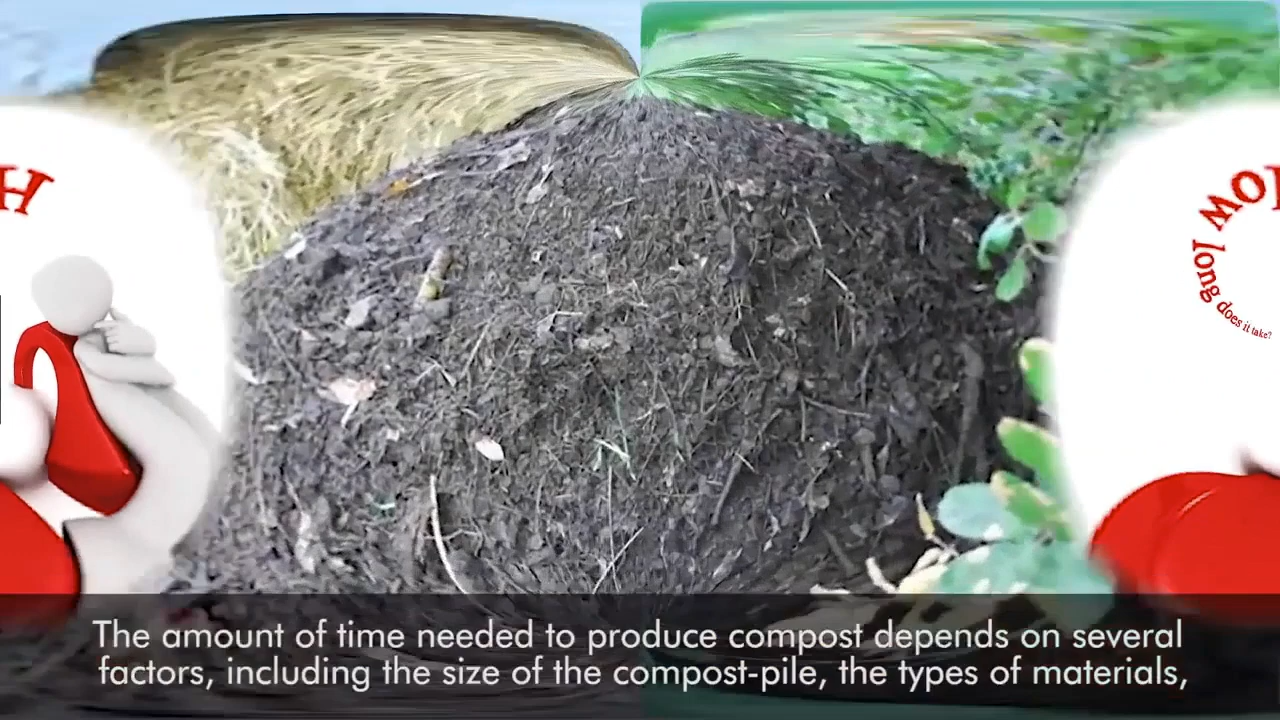 H
ow
long does it take?
The amount of time needed to produce compost depends on several
factors, including the size of the compost-pile, the types of materials,